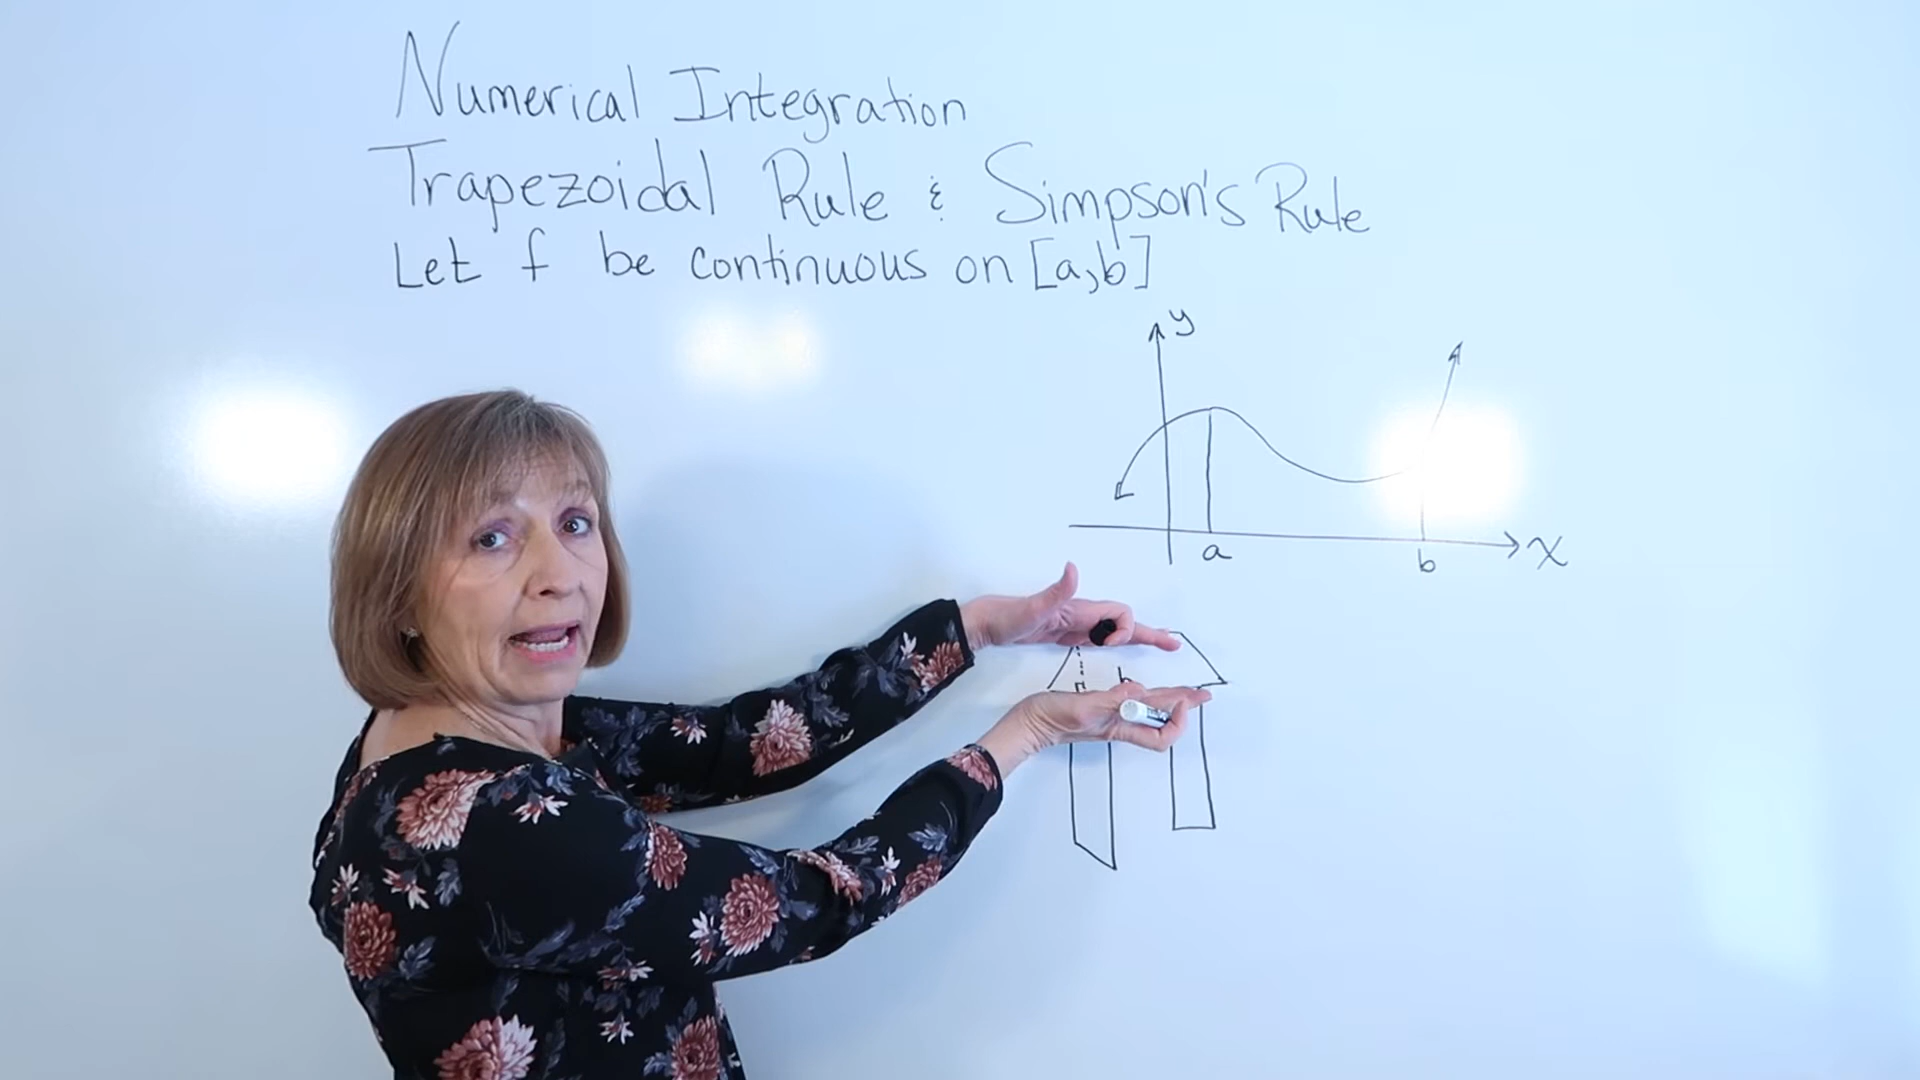 Numerical Integration
Trapezoidal Rule & Simpson's Rule
Let f be continuous on [a,b]
y
x
a
b